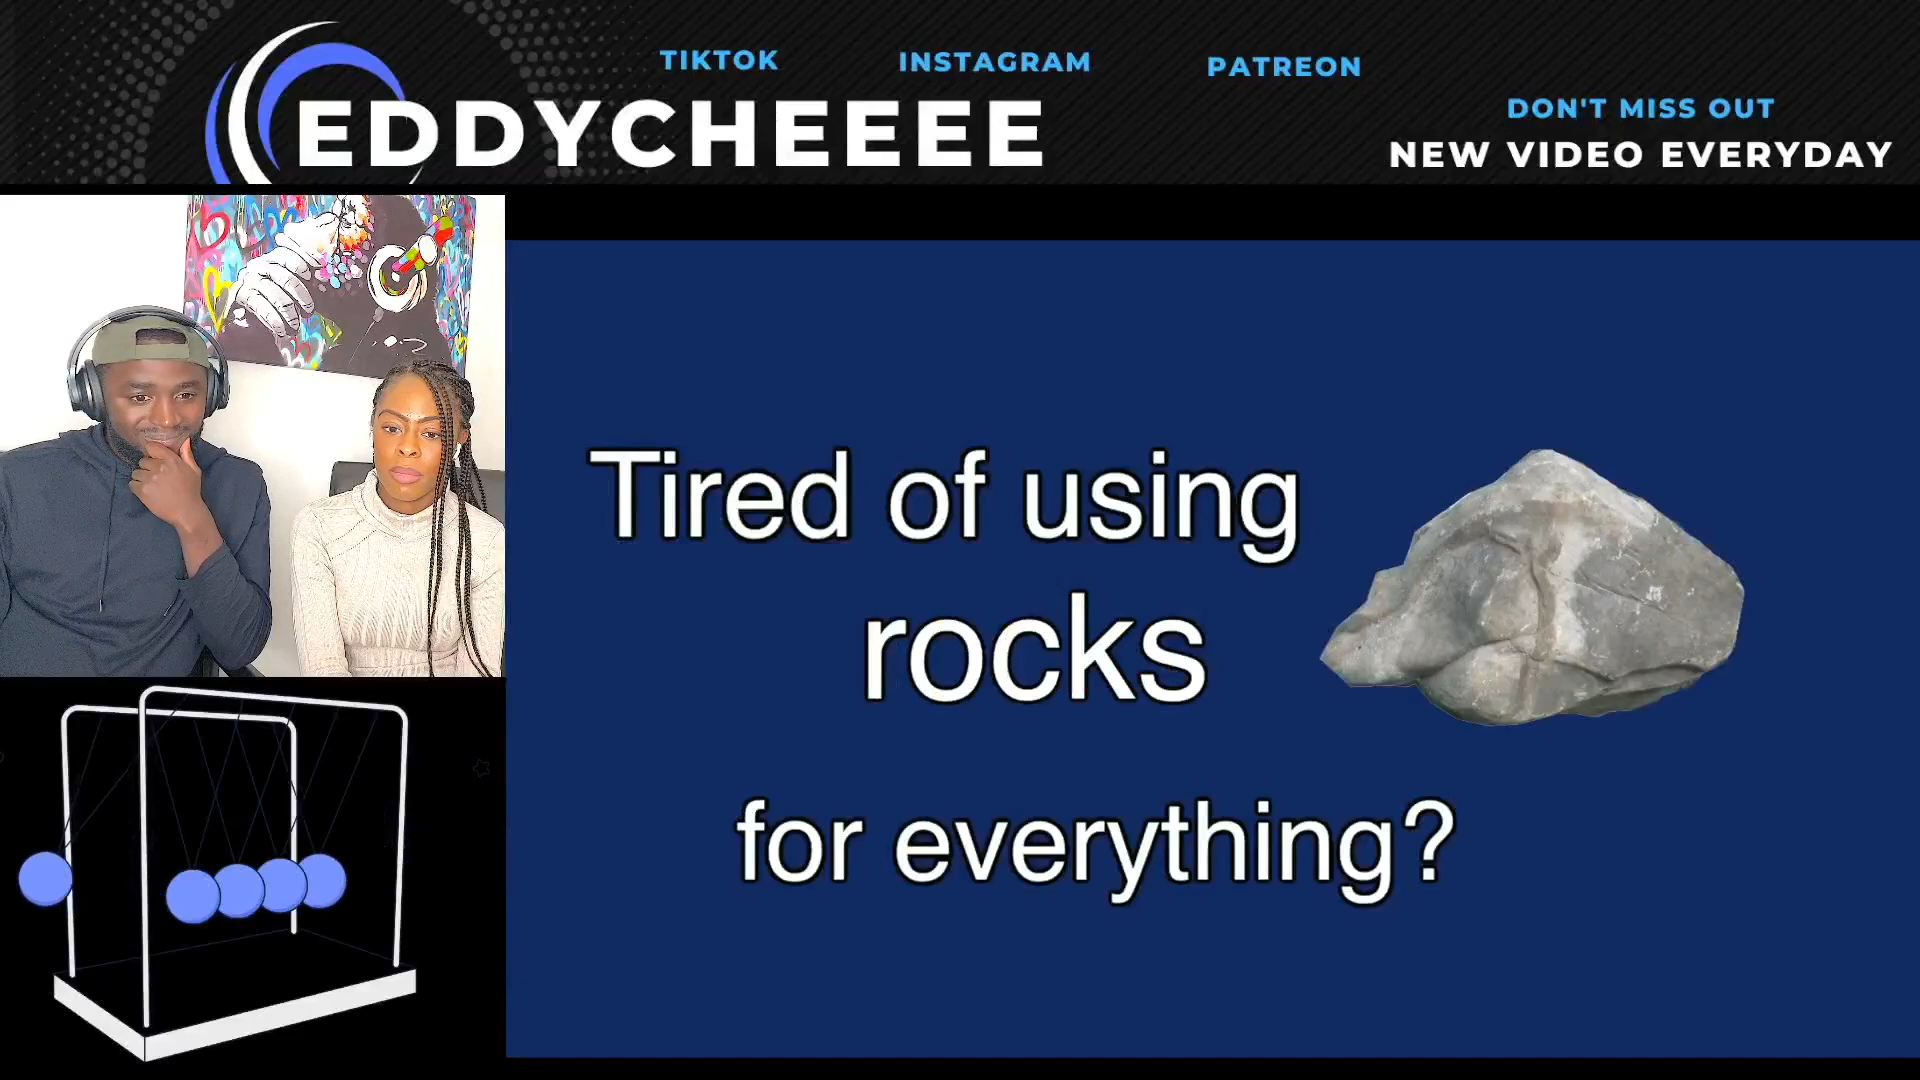 TIKTOK
INSTAGRAM
PATREON
EDDYCHEEEE
DON'T MISS OUT
NEW VIDEO EVERYDAY
Tired of using
rocks
for everything?